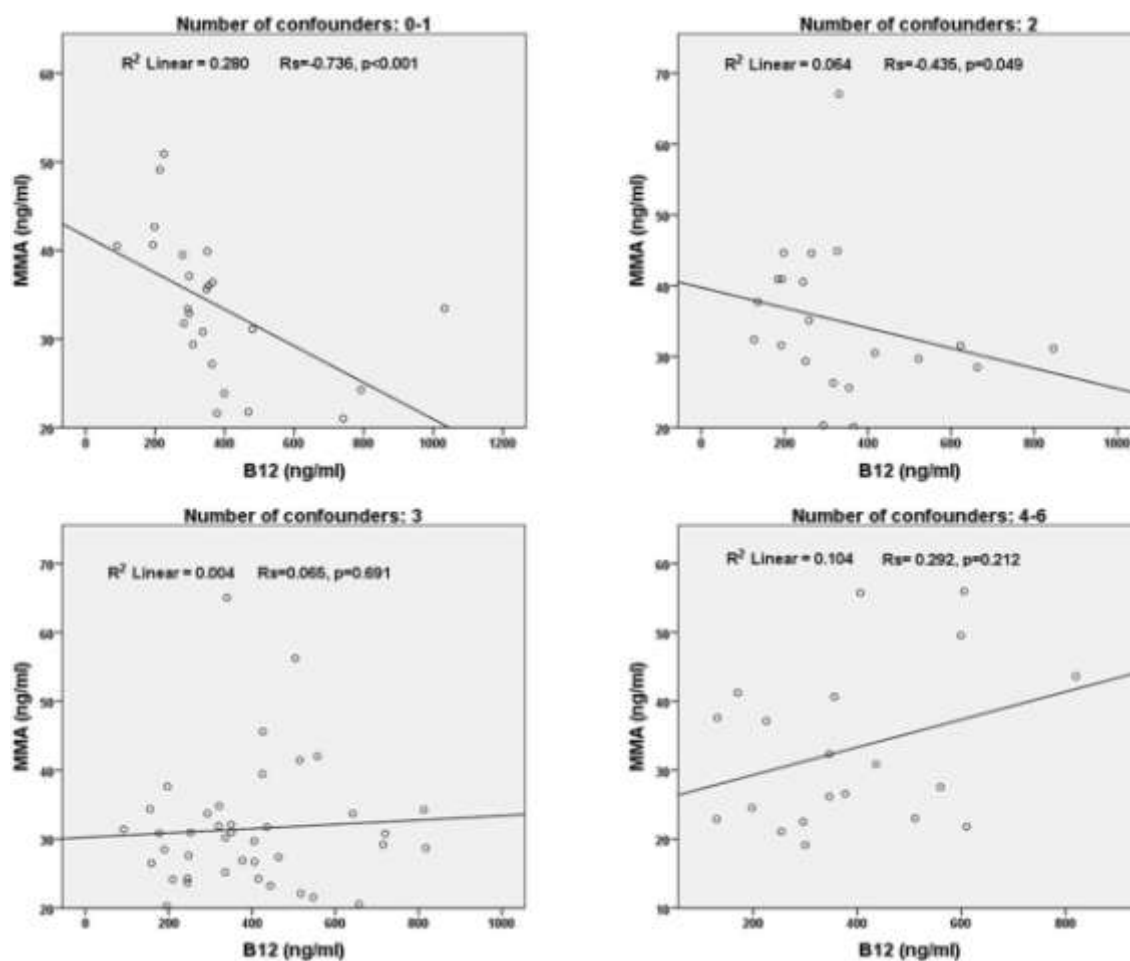 Number of confounders: 0-1
R² Linear = 0.280 Rs=-0.736, p<0.001
60
50
40
30
20
MMA (ng/ml)
0 200 400 600 800 1000 1200
B12 (ng/ml)
Number of confounders: 2
R² Linear = 0.064 Rs=-0.435, p=0.049
70
60
50
40
30
20
MMA (ng/ml)
0 200 400 600 800 1000
B12 (ng/ml)
Number of confounders: 3
R² Linear = 0.004 Rs=0.065, p=0.691
70
60
50
40
30
20
MMA (ng/ml)
0 200 400 600 800 1000
B12 (ng/ml)
Number of confounders: 4-6
R² Linear = 0.104 Rs= 0.292, p=0.212
60
50
40
30
20
10
MMA (ng/ml)
200 400 600 800
B12 (ng/ml)